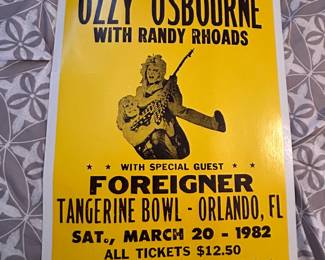 OZZY OSBOURNE
WITH RANDY RHOADS
★ ★ WITH SPECIAL GUEST ★ ★
FOREIGNER
TANGERINE BOWL - ORLANDO, FL
SAT., MARCH 20 - 1982
ALL TICKETS $12.50